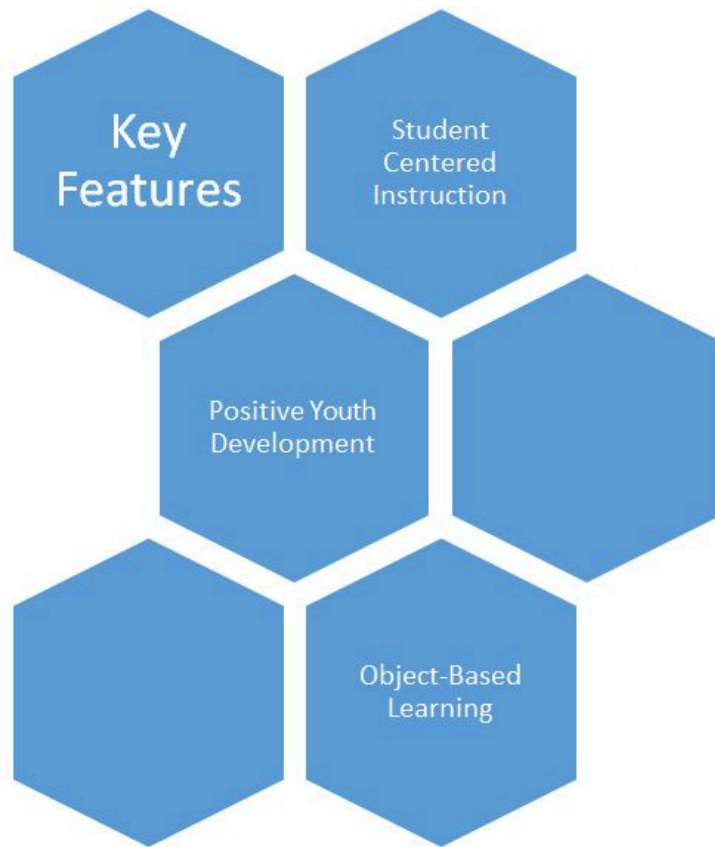 Key
Features
Student
Centered
Instruction
Positive Youth
Development
Object-Based
Learning